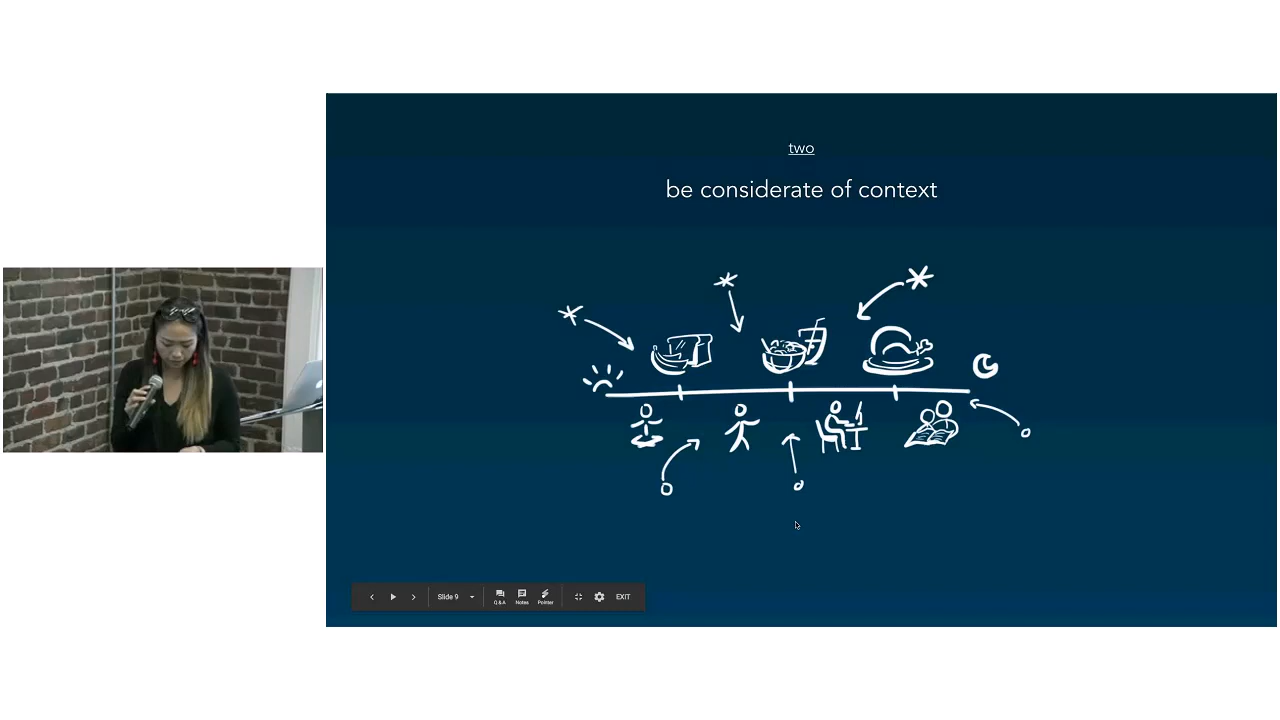 two
be considerate of context
Slide 9
Q&A
Notes
Pointer
EXIT